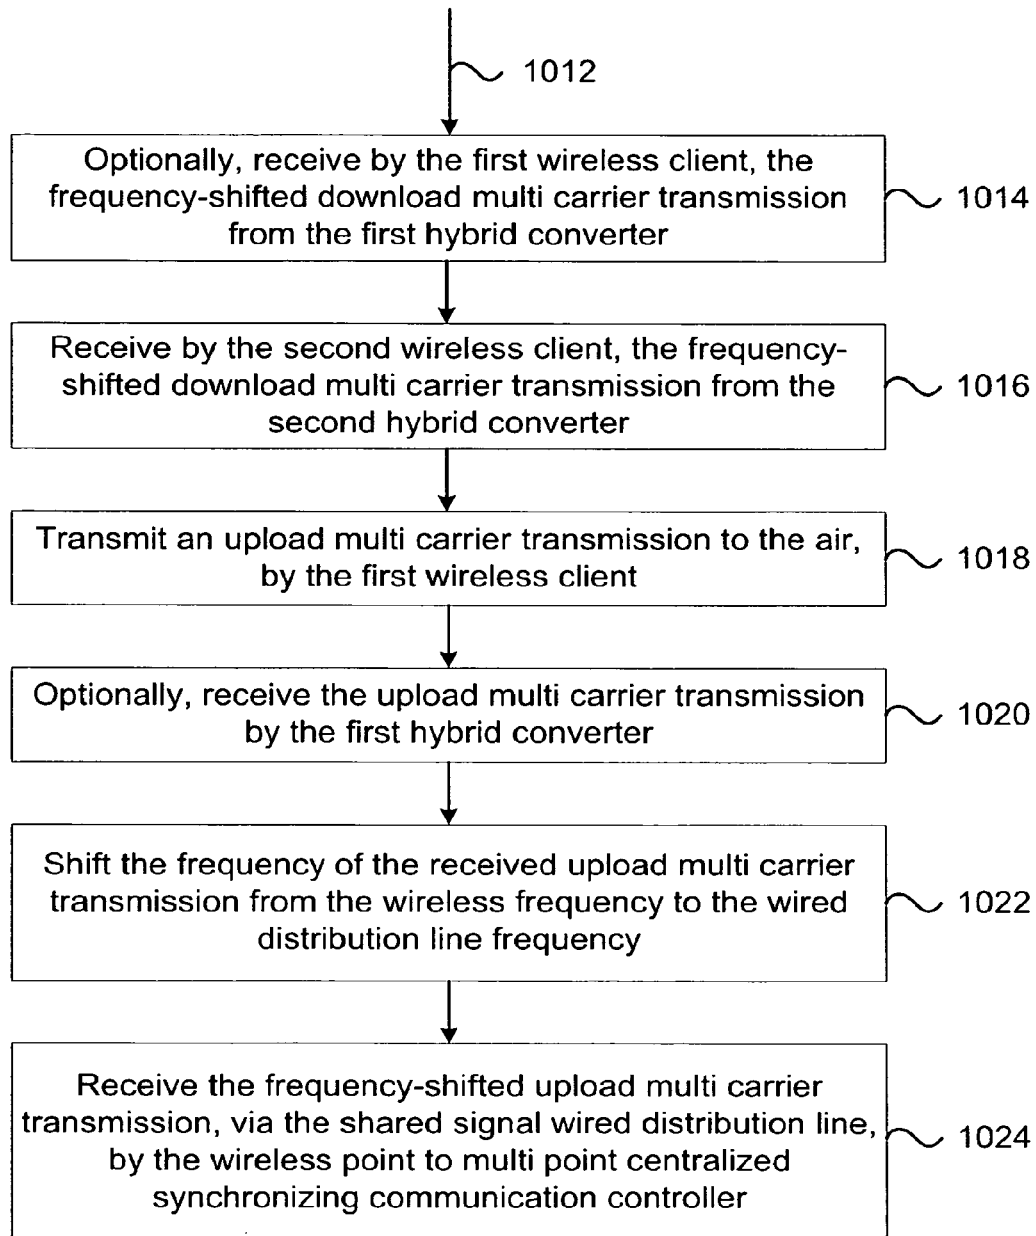 1012
Optionally, receive by the first wireless client, the
frequency-shifted download multi carrier transmission
from the first hybrid converter
1014
Receive by the second wireless client, the frequency-
shifted download multi carrier transmission from the
second hybrid converter
1016
Transmit an upload multi carrier transmission to the air,
by the first wireless client
1018
Optionally, receive the upload multi carrier transmission
by the first hybrid converter
1020
Shift the frequency of the received upload multi carrier
transmission from the wireless frequency to the wired
distribution line frequency
1022
Receive the frequency-shifted upload multi carrier
transmission, via the shared signal wired distribution line,
by the wireless point to multi point centralized
synchronizing communication controller
1024